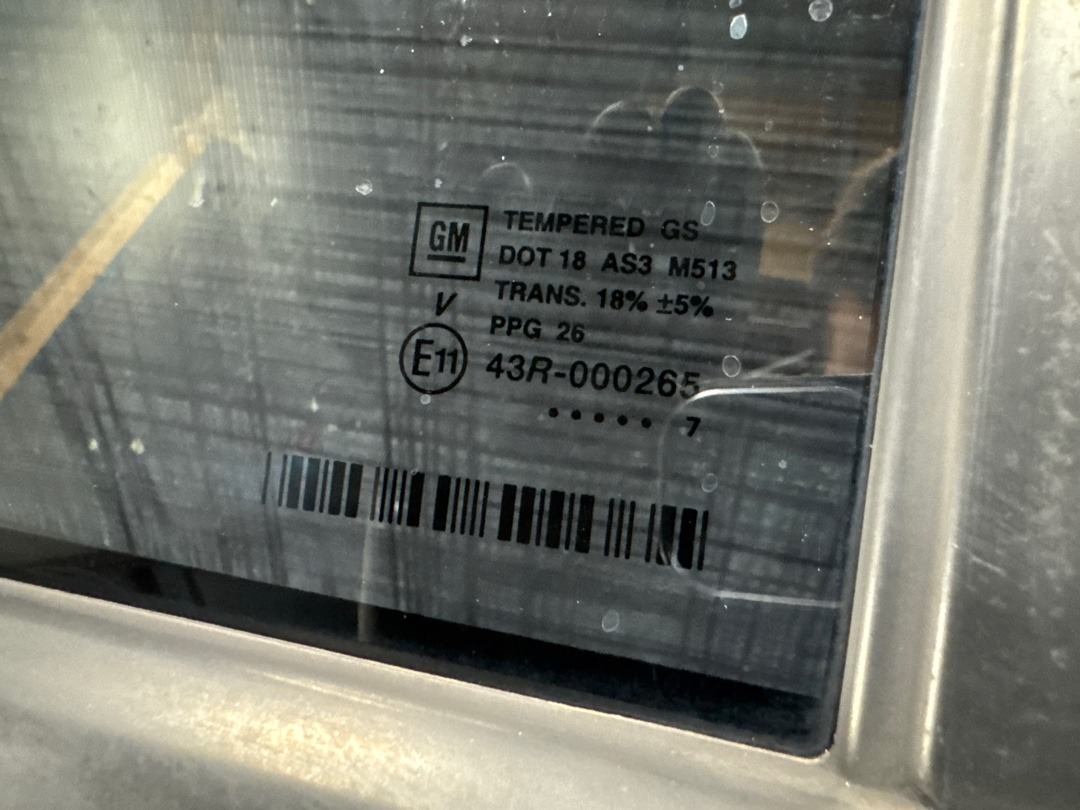 GM
TEMPERED GS
DOT 18 AS3 M513
TRANS. 18% ±5%
V
PPG 26
E11
43R-000265
• • • • • 7